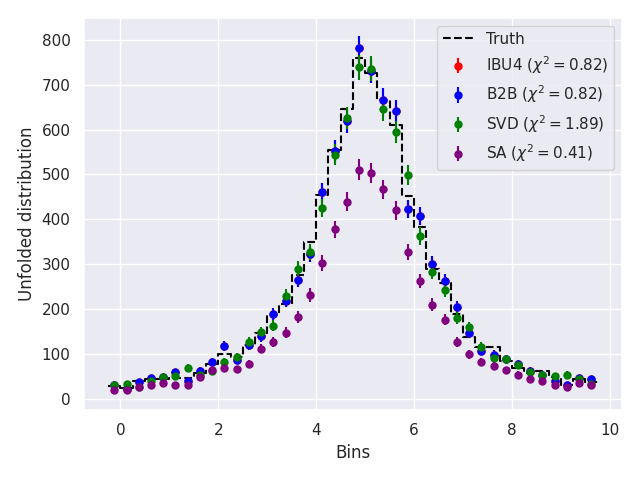 800
700
600
500
400
300
200
100
0
Unfolded distribution
Truth
IBU4 (χ² = 0.82)
B2B (χ² = 0.82)
SVD (χ² = 1.89)
SA (χ² = 0.41)
0 2 4 6 8 10
Bins